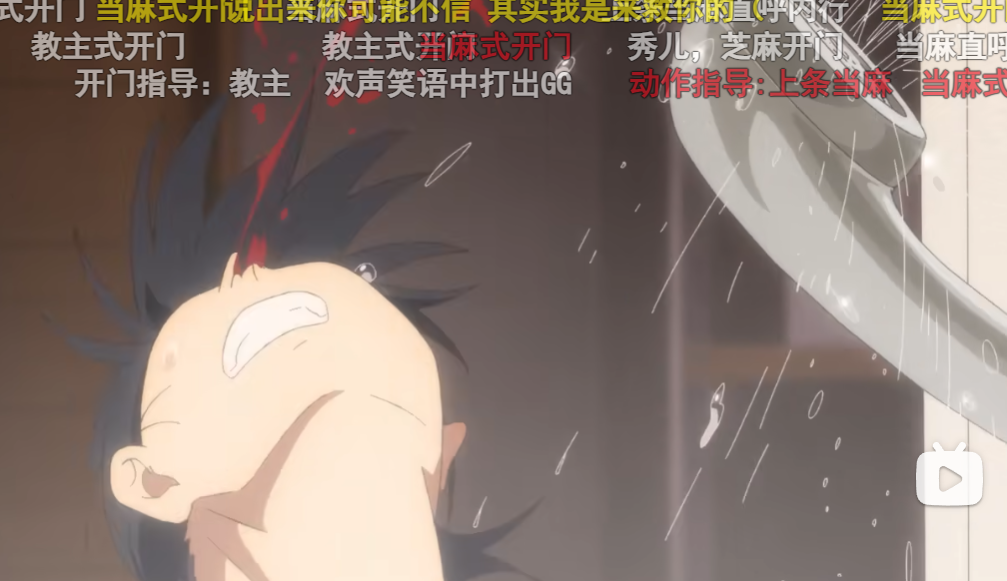 式开门 当麻式开 说出来你可能不信 其实我是来教你的 直呼内行 当麻式开
教主式开门 教主式开 当麻式开门 秀儿，芝麻开门 当麻直呼
开门指导：教主 欢声笑语中打出GG 动作指导:上条当麻 当麻式